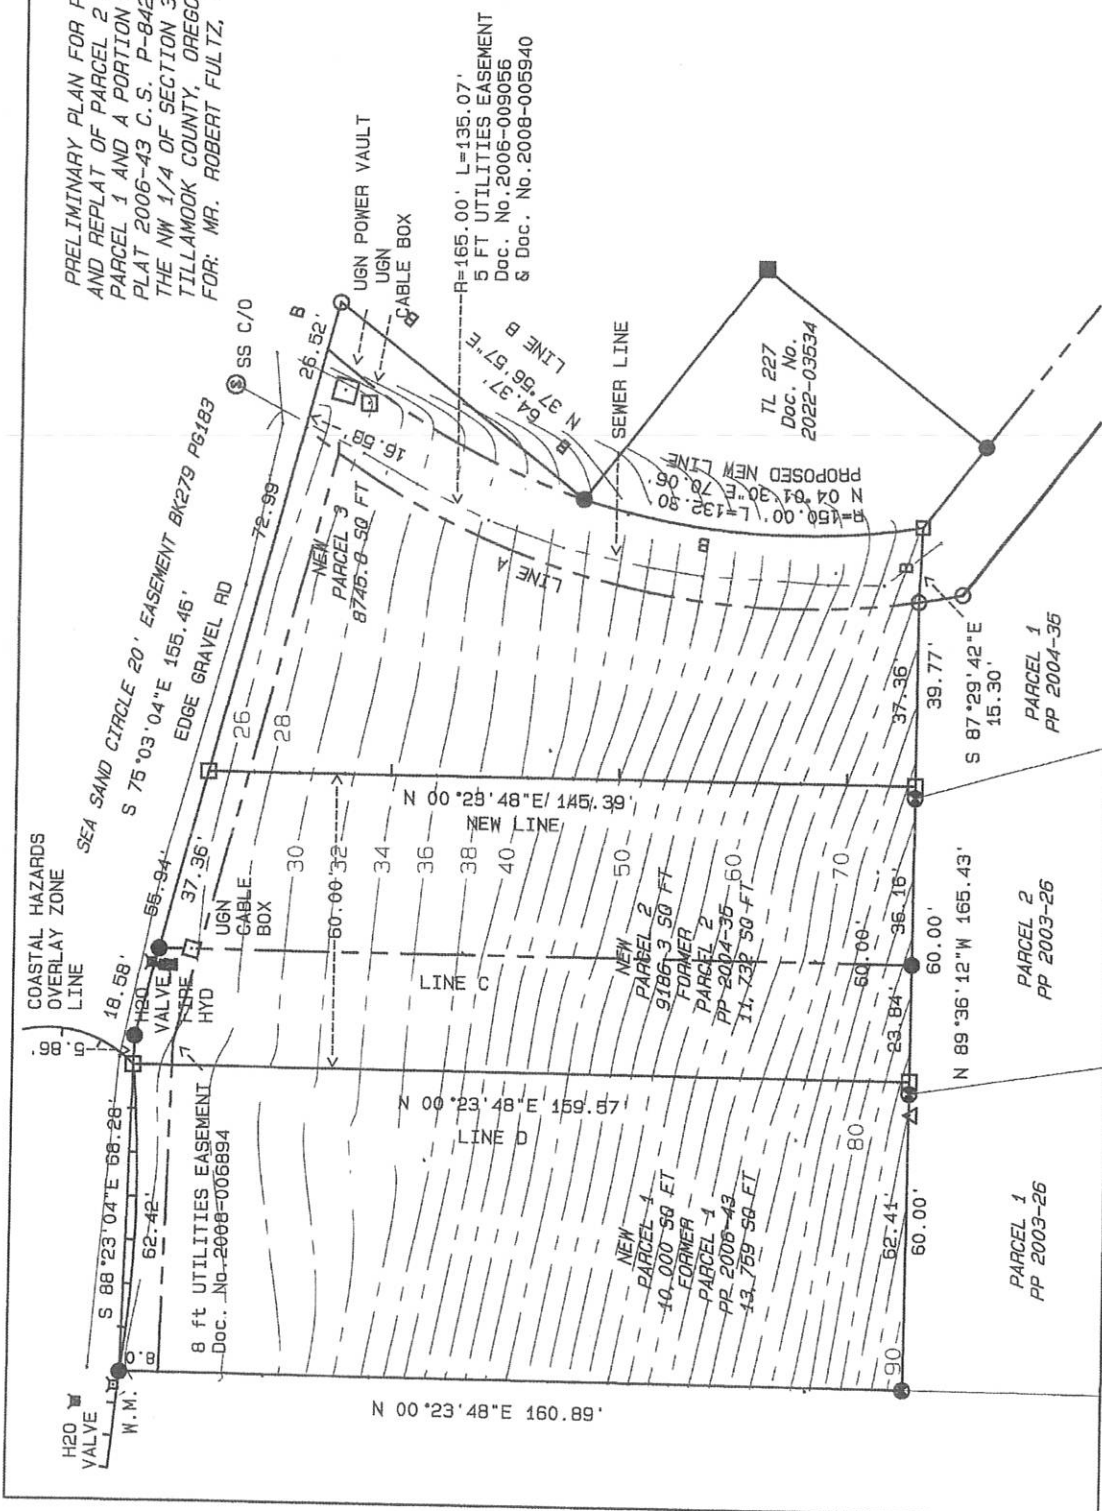 PRELIMINARY PLAN FOR
AND REPLAT OF PARCEL 2
PARCEL 1 AND A PORTION
PLAT 2006-43 C.S. P-842
THE NW 1/4 OF SECTION 3
TILLAMOOK COUNTY, OREGO
FOR: MR. ROBERT FULTZ,
COASTAL HAZARDS
OVERLAY ZONE
LINE
SEA SAND CIRCLE 20' EASEMENT BK279 PG183
S 75°03'04"E 155.46'
EDGE GRAVEL RD
SS C/O
B
26.52'
72.99'
55.94'
18.58'
5.86'
S 88°23'04"E 68.28'
62.42'
8.0'
H20
VALVE
W.M.
H20
VALVE
FIRE
HYD
37.36'
UGN
CABLE
BOX
UGN POWER VAULT
UGN
CABLE BOX
16.58'
R=165.00' L=135.07'
5 FT UTILITIES EASEMENT
Doc. No.2006-009056
& Doc. No.2008-005940
B
64.37'
N 37°56'57"E
LINE B
B
SEWER LINE
R=150.00' L=132.80'
N 04°01'30"E 70.06'
PROPOSED NEW LINE
B
B
TL 227
Doc. No.
2022-03534
LINE A
NEW
PARCEL 3
8745.8 SQ FT
26
28
30
32
34
36
38
40
50
60
70
80
90
N 00°23'48"E 145.39'
NEW LINE
60.00'
LINE C
NEW
PARCEL 2
9186.3 SQ FT
FORMER
PARCEL 2
PP 2004-35
11,732 SQ FT
8 ft UTILITIES EASEMENT
Doc. No.2008-006894
N 00°23'48"E 159.57'
LINE D
NEW
PARCEL 1
10,000 SQ FT
FORMER
PARCEL 1
PP 2006-43
13,759 SQ FT
N 00°23'48"E 160.89'
62.41'
60.00'
23.84'
60.00'
36.16'
60.00'
37.36'
39.77'
S 87°29'42"E
15.30'
N 89°36'12"W 165.43'
PARCEL 1
PP 2003-26
PARCEL 2
PP 2003-26
PARCEL 1
PP 2004-35